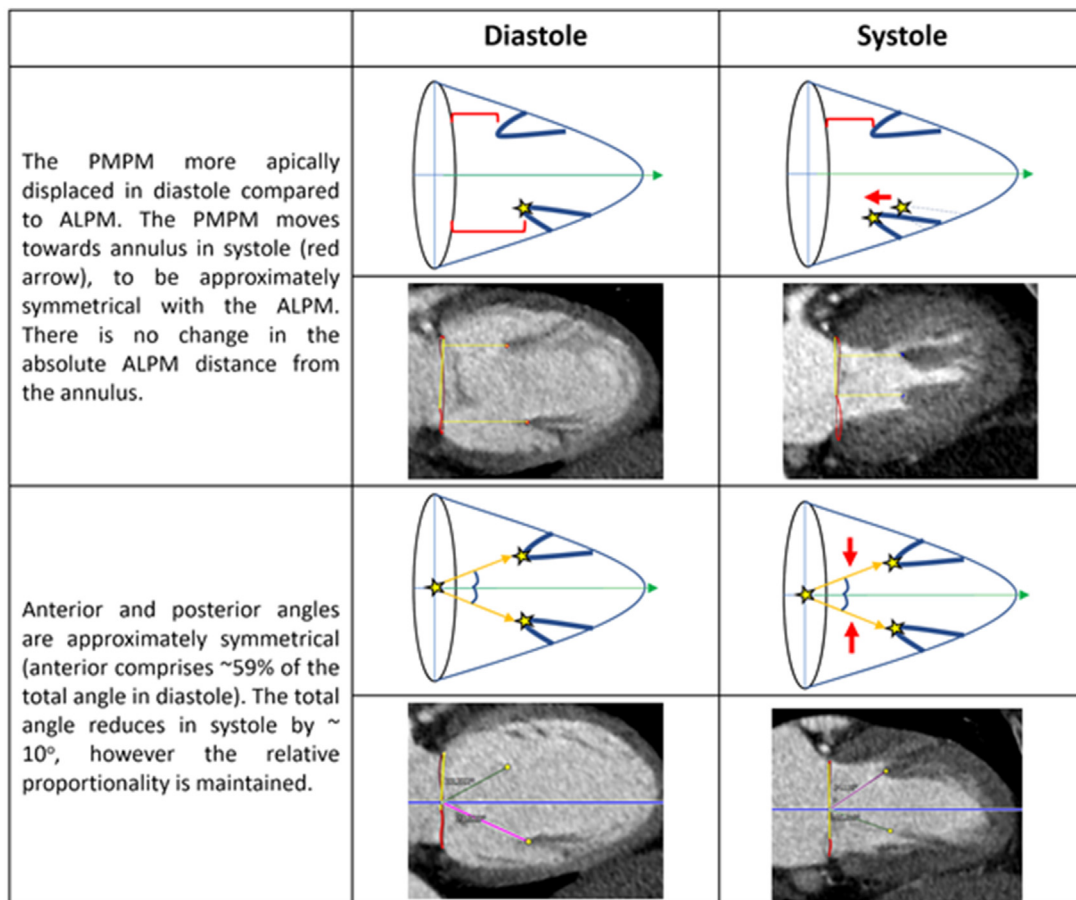 Diastole
Systole
The PMPM more apically
displaced in diastole compared
to ALPM. The PMPM moves
towards annulus in systole (red
arrow), to be approximately
symmetrical with the ALPM.
There is no change in the
absolute ALPM distance from
the annulus.
Anterior and posterior angles
are approximately symmetrical
(anterior comprises ~59% of the
total angle in diastole). The total
angle reduces in systole by ~
10°, however the relative
proportionality is maintained.